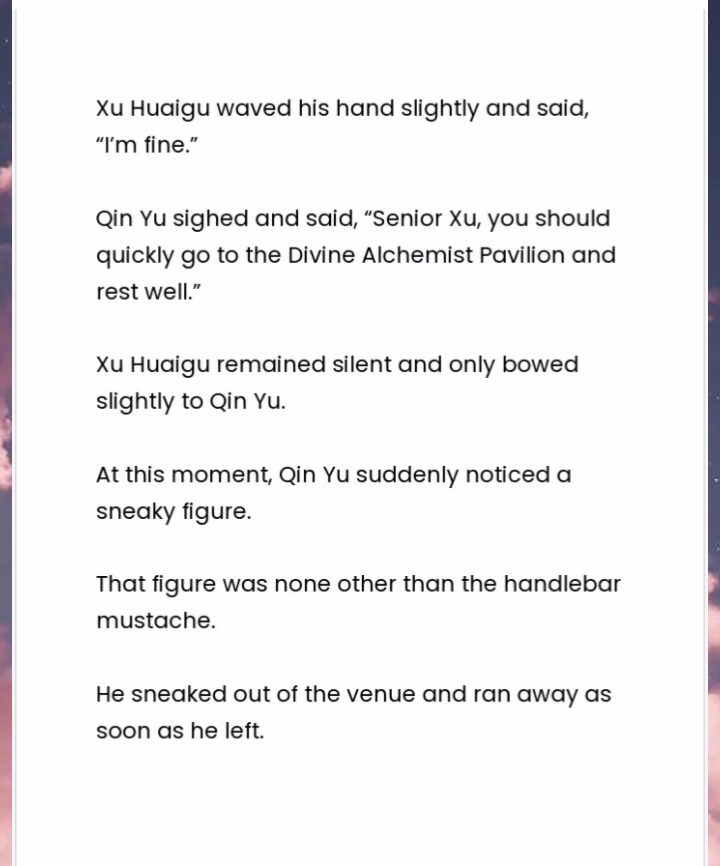 Xu Huaigu waved his hand slightly and said,
“I’m fine.”
Qin Yu sighed and said, “Senior Xu, you should
quickly go to the Divine Alchemist Pavilion and
rest well.”
Xu Huaigu remained silent and only bowed
slightly to Qin Yu.
At this moment, Qin Yu suddenly noticed a
sneaky figure.
That figure was none other than the handlebar
mustache.
He sneaked out of the venue and ran away as
soon as he left.